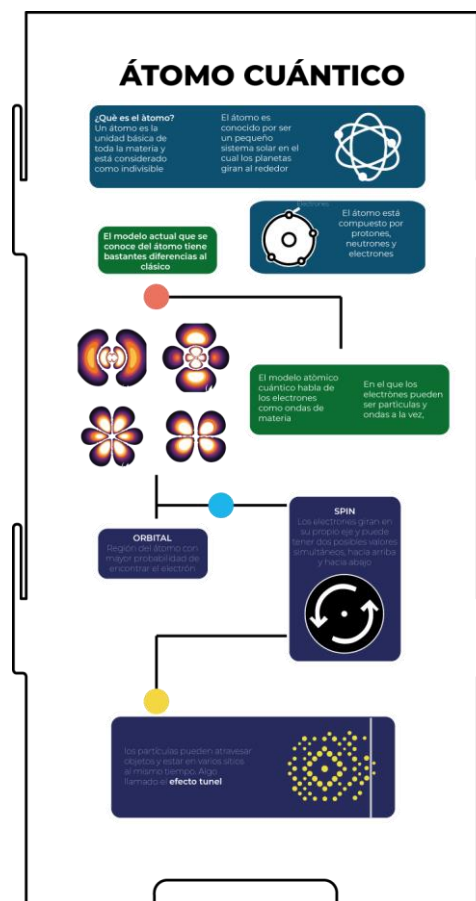 ÁTOMO CUÁNTICO
¿Què es el àtomo?
Un átomo es la
unidad básica de
toda la materia y
está considerado
como indivisible
El átomo es
conocido por ser
un pequeño
sistema solar en el
cual los planetas
giran al rededor
Electrones
El átomo está
compuesto por
protones,
neutrones y
electrones
El modelo actual que se
conoce del átomo tiene
bastantes diferencias al
clásico
El modelo atòmico
cuántico habla de
los electrones
como ondas de
materia
En el que los
electrònes pueden
ser particulas y
ondas a la vez,
ORBITAL
Región del átomo con
mayor probabilidad de
encontrar el electrón
SPIN
Los electrones giran en
su propio eje y puede
tener dos posibles valores
simultáneos, hacia arriba
y hacia abajo
los partículas pueden atravesar
objetos y estar en varios sitios
al mismo tiempo. Algo
llamado el efecto tunel